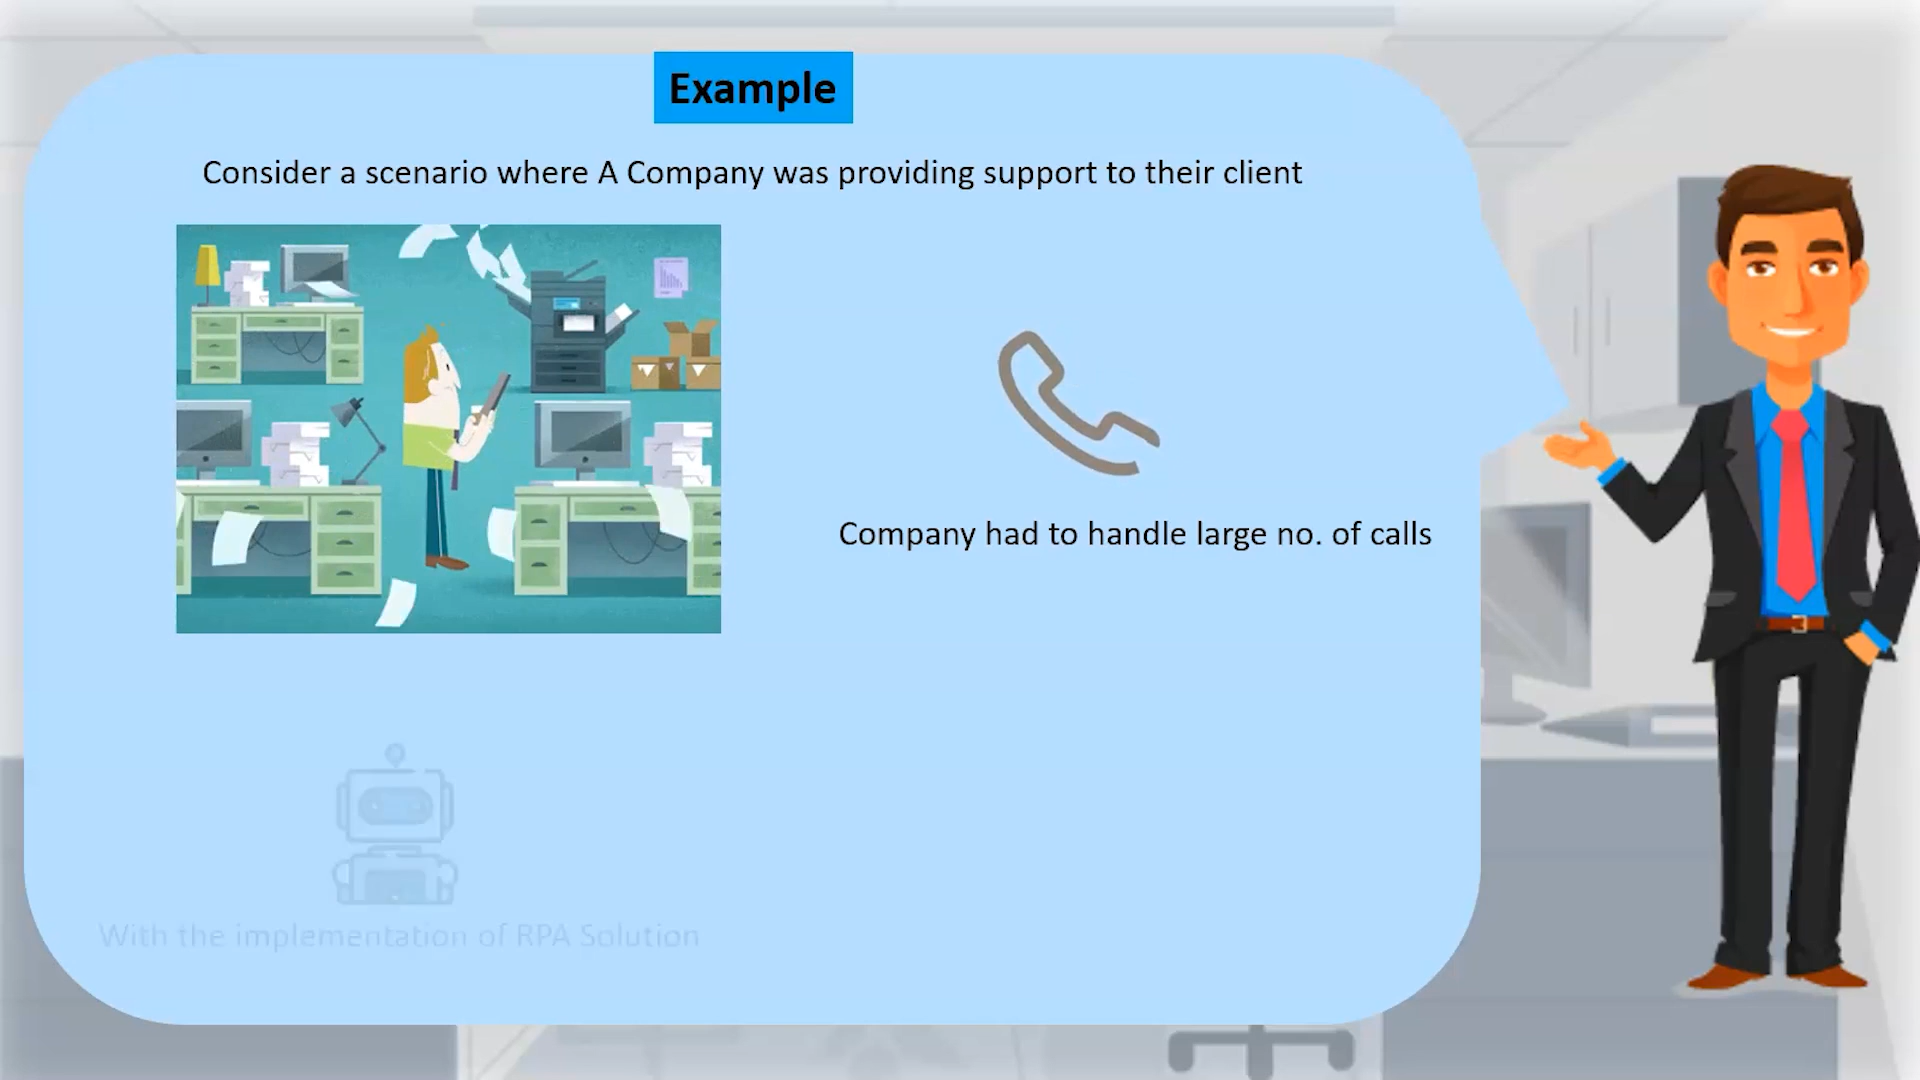 Example
Consider a scenario where A Company was providing support to their client
Company had to handle large no. of calls
With the implementation of RPA Solution